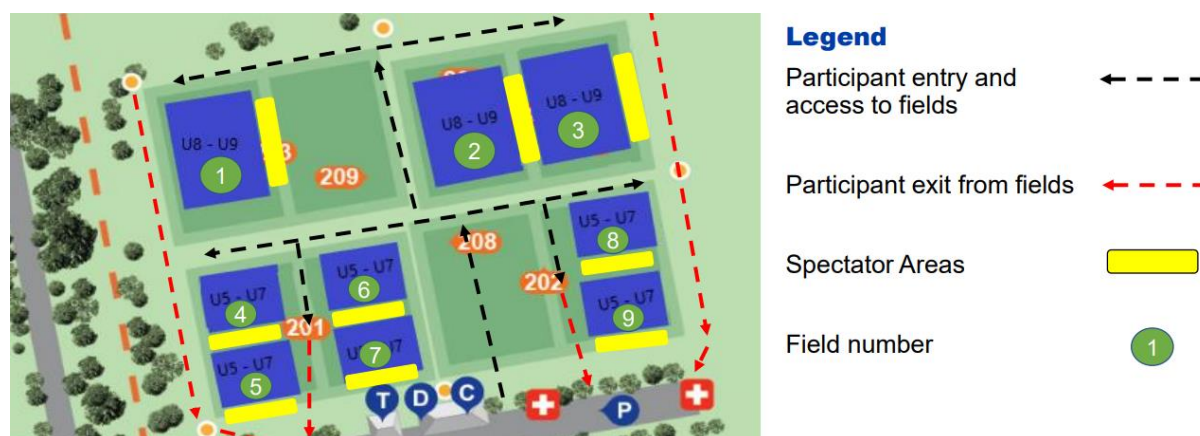 Legend
Participant entry and
access to fields
Participant exit from fields
Spectator Areas
Field number
1
U8 - U9
1
209
U8 - U9
2
U8 - U9
3
U5 - U7
4
U5 - U7
5
201
U5 - U7
6
7
208
202
U5 - U7
8
U5 - U7
9
T
D
C
P